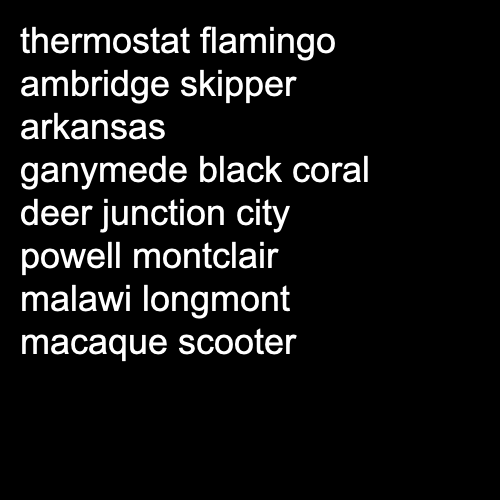 thermostat flamingo
ambridge skipper
arkansas
ganymede black coral
deer junction city
powell montclair
malawi longmont
macaque scooter